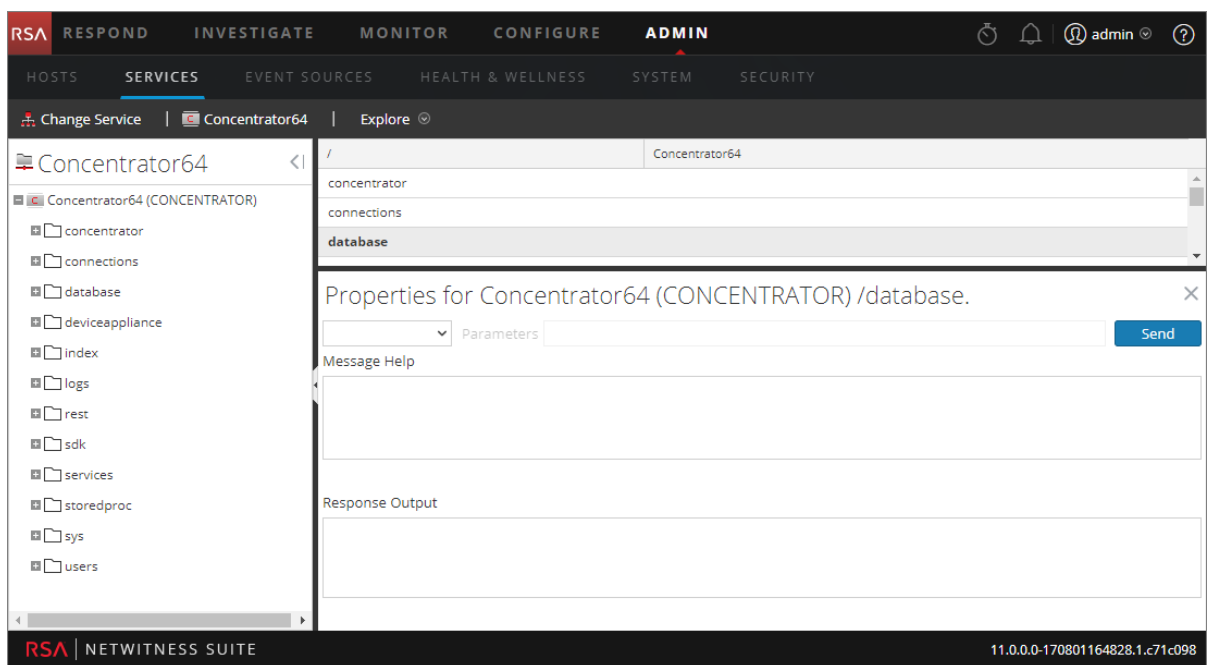 RSA RESPOND INVESTIGATE MONITOR CONFIGURE ADMIN admin ?
HOSTS SERVICES EVENT SOURCES HEALTH & WELLNESS SYSTEM SECURITY
Change Service | C Concentrator64 | Explore
Concentrator64
C Concentrator64 (CONCENTRATOR)
concentrator
connections
database
deviceappliance
index
logs
rest
sdk
services
storedproc
sys
users
/ Concentrator64
concentrator
connections
database
Properties for Concentrator64 (CONCENTRATOR) /database.
Parameters Send
Message Help
Response Output
RSA | NETWITNESS SUITE 11.0.0.0-170801164828.1.c71c098